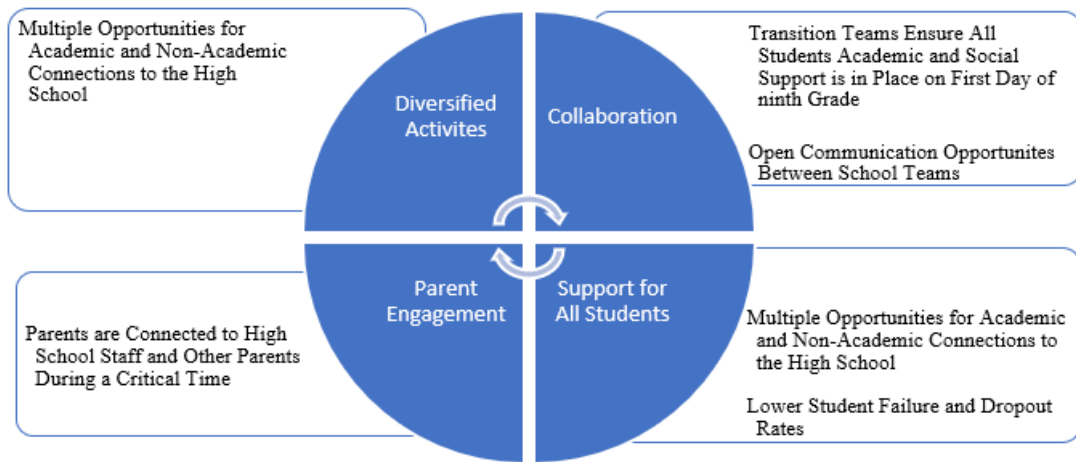 Multiple Opportunities for
Academic and Non-Academic
Connections to the High
School
Diversified
Activites
Collaboration
Transition Teams Ensure All
Students Academic and Social
Support is in Place on First Day of
ninth Grade
Open Communication Opportunites
Between School Teams
Parents are Connected to High
School Staff and Other Parents
During a Critical Time
Parent
Engagement
Support for
All Students
Multiple Opportunities for Academic
and Non-Academic Connections to
the High School
Lower Student Failure and Dropout
Rates